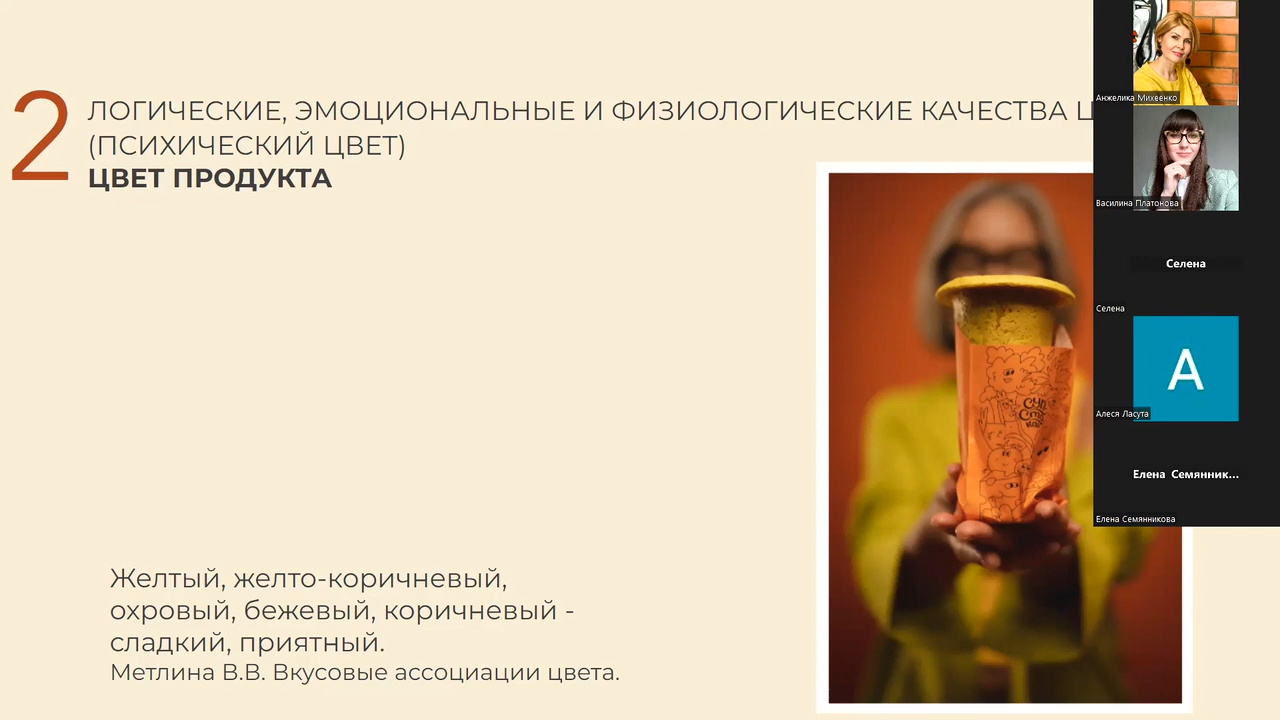 2
ЛОГИЧЕСКИЕ, ЭМОЦИОНАЛЬНЫЕ И ФИЗИОЛОГИЧЕСКИЕ КАЧЕСТВА
(ПСИХИЧЕСКИЙ ЦВЕТ)
ЦВЕТ ПРОДУКТА
Желтый, желто-коричневый,
охровый, бежевый, коричневый -
сладкий, приятный.
Метлина В.В. Вкусовые ассоциации цвета.
Анжелика Михеенко
Василина Платонова
Селена
Селена
А
Алеся Ласута
Елена Семянник...
Елена Семянникова